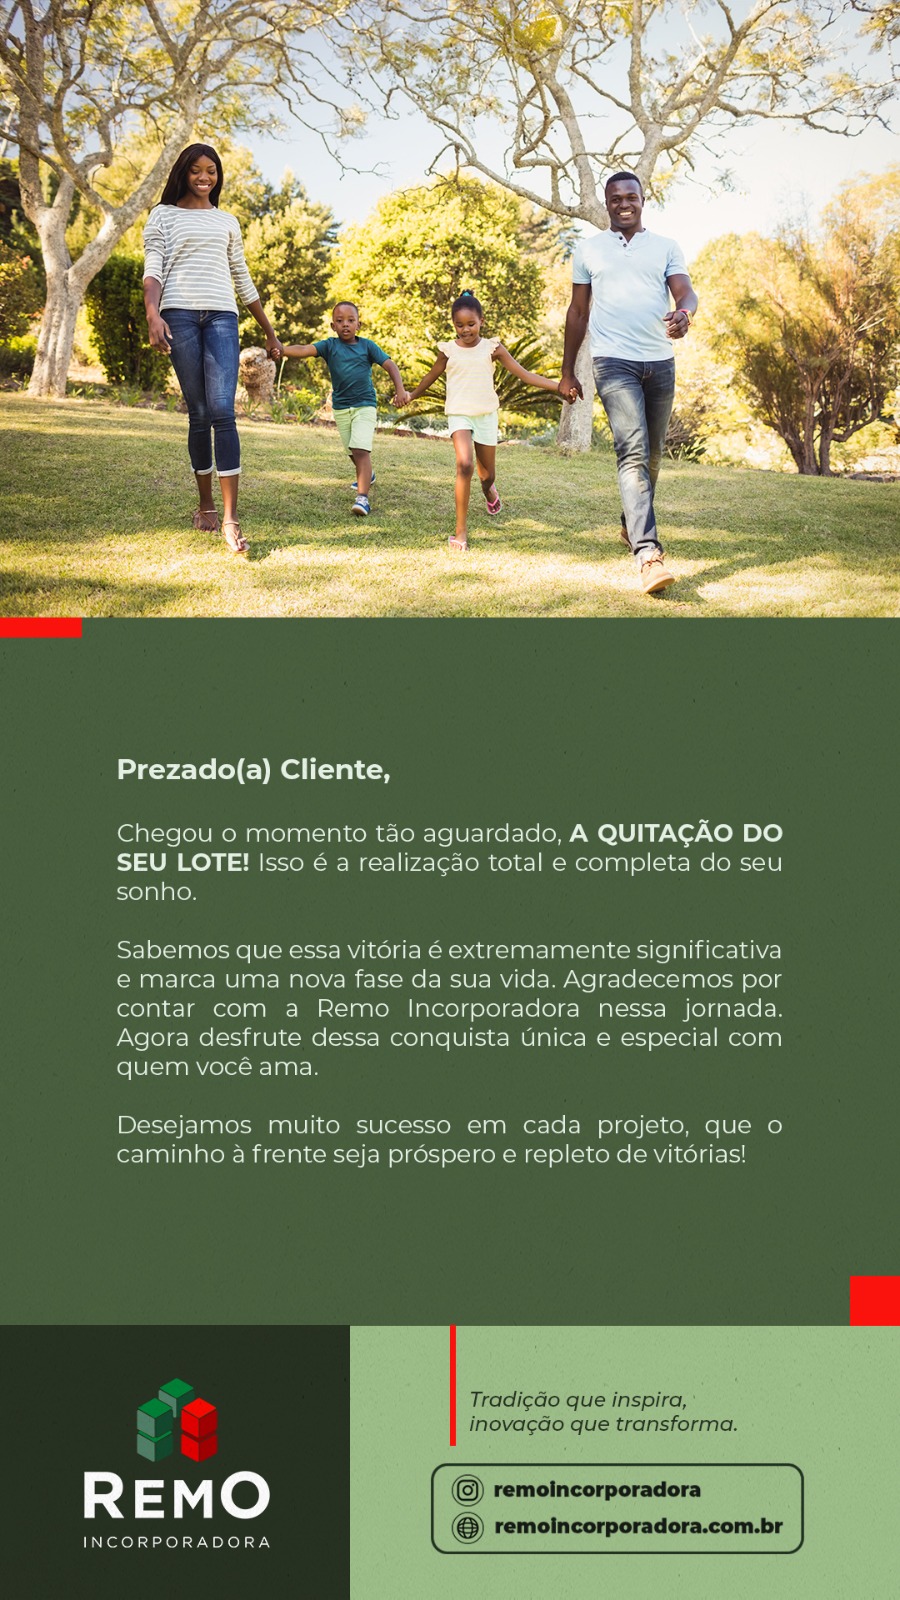 Prezado(a) Cliente,
Chegou o momento tão aguardado, A QUITAÇÃO DO
SEU LOTE! Isso é a realização total e completa do seu
sonho.
Sabemos que essa vitória é extremamente significativa
e marca uma nova fase da sua vida. Agradecemos por
contar com a Remo Incorporadora nessa jornada.
Agora desfrute dessa conquista única e especial com
quem você ama.
Desejamos muito sucesso em cada projeto, que o
caminho à frente seja próspero e repleto de vitórias!
REMO
INCORPORADORA
Tradição que inspira,
inovação que transforma.
remoincorporadora
remoincorporadora.com.br